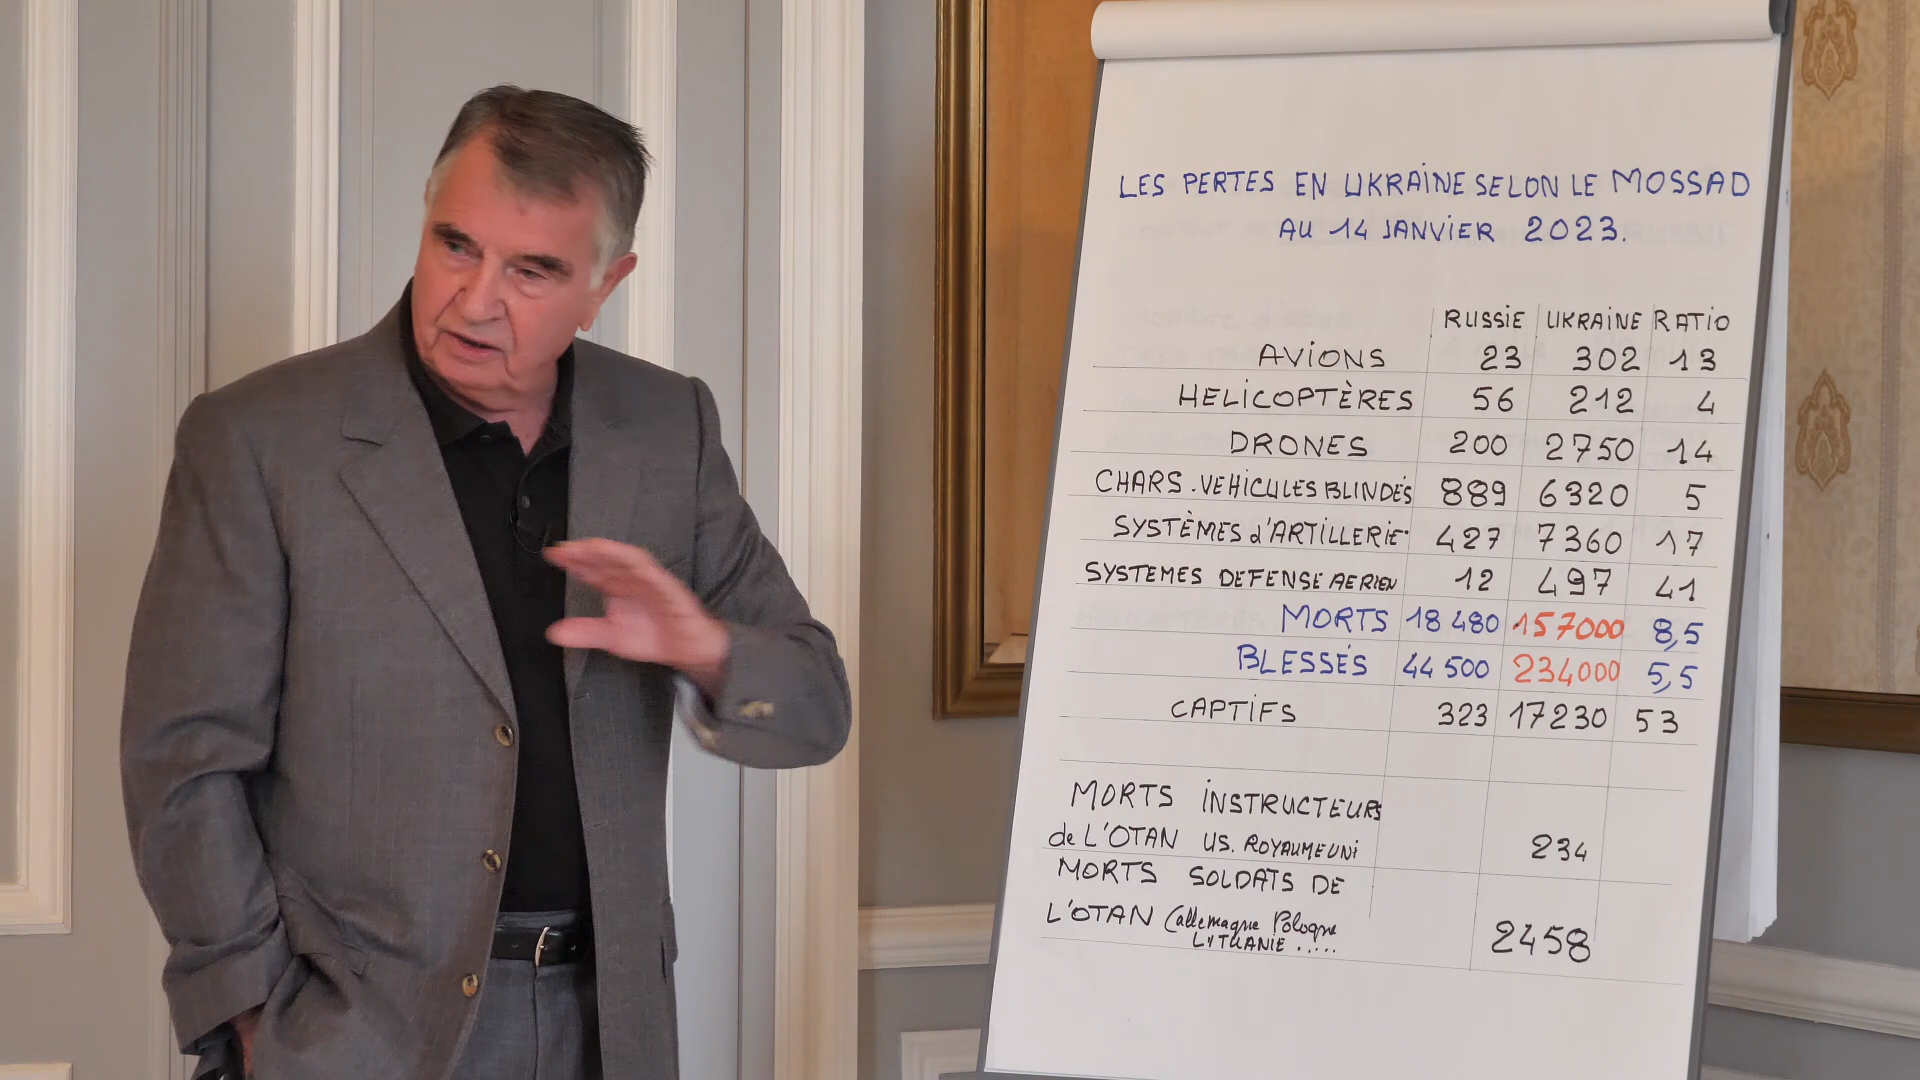 LES PERTES EN UKRAINE SELON LE MOSSAD
AU 14 JANVIER 2023.
RUSSIE UKRAINE RATIO
AVIONS 23 302 13
HELICOPTÈRES 56 212 4
DRONES 200 2750 14
CHARS. VEHICULES BLINDÉS 889 6320 5
SYSTÈMES d'ARTILLERIE 427 7360 17
SYSTEMES DEFENSE AERIEN 12 497 41
MORTS 18 480 157000 8,5
BLESSÉS 44 500 234000 5,5
CAPTIFS 323 17230 53
MORTS INSTRUCTEURS
de L'OTAN US. ROYAUME UNI 234
MORTS SOLDATS DE
L'OTAN (allemagne Pologne
LYTUANIE ..... 2458